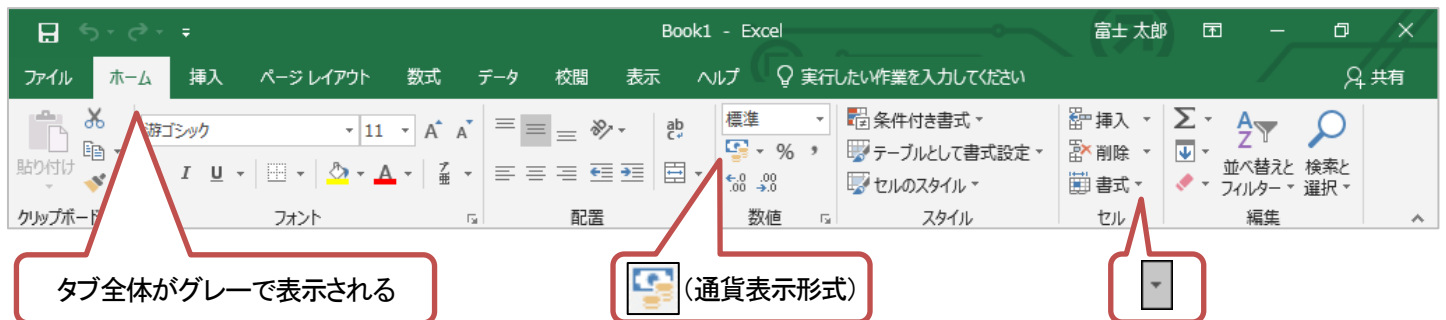 Book1 - Excel 富士 太郎
ファイル ホーム 挿入 ページ レイアウト 数式 データ 校閲 表示 ヘルプ 実行したい作業を入力してください 共有
游ゴシック 11 A A ab 標準 条件付き書式 挿入 Σ A
貼り付け I U A ア % , テーブルとして書式設定 削除 Z
亜 .00 .00 セルのスタイル 書式 並べ替えと 検索と
フィルター 選択
クリップボード フォント 配置 数値 スタイル セル 編集
タブ全体がグレーで表示される (通貨表示形式)